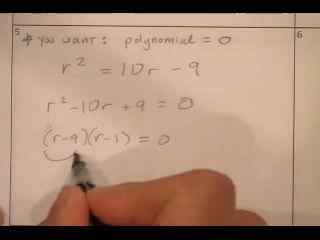 5
* you want: polynomial = 0
6
r² = 10r - 9
r² - 10r + 9 = 0
(r-9)(r-1) = 0